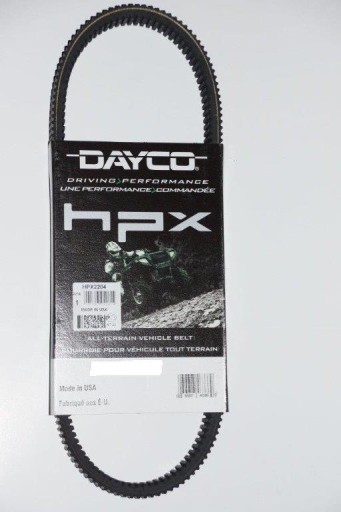 DAYCO®
DRIVING PERFORMANCE
UNE PERFORMANCE COMMANDÉE
hpx
HPX2204
1
MADE IN USA
ALL-TERRAIN VEHICLE BELT
COURROIE POUR VÉHICULE TOUT TERRAIN
Made in USA
Fabriqué aux É.-U.